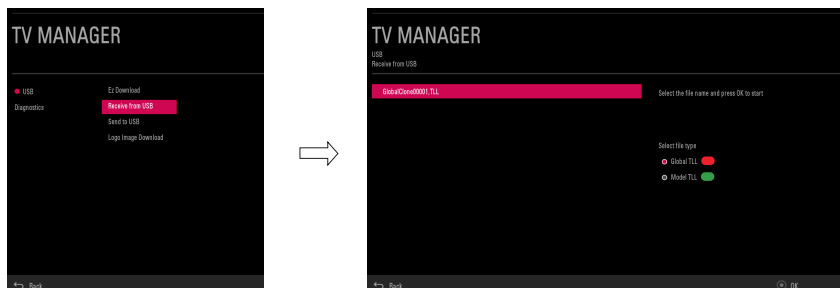 TV MANAGER
USB
Diagnostics
Ez Download
Receive from USB
Send to USB
Logo Image Download
Back
TV MANAGER
USB
Receive from USB
GlobalClone00001.TLL
Select the file name and press OK to start
Select file type
Global TLL
Model TLL
Back
OK